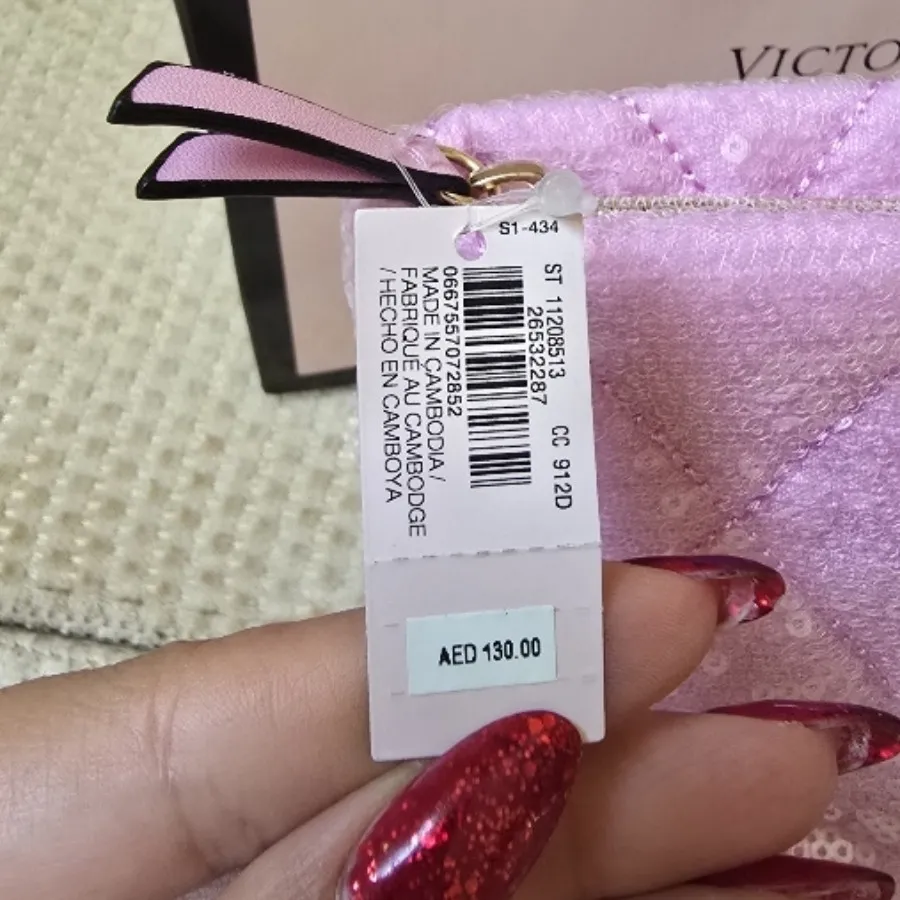 VICTO
S1-434
ST 11208513 CC 912D
26532287
0667557072852
MADE IN CAMBODIA/
FABRIQUÉ AU CAMBODGE
/HECHO EN CAMBOYA
AED 130.00